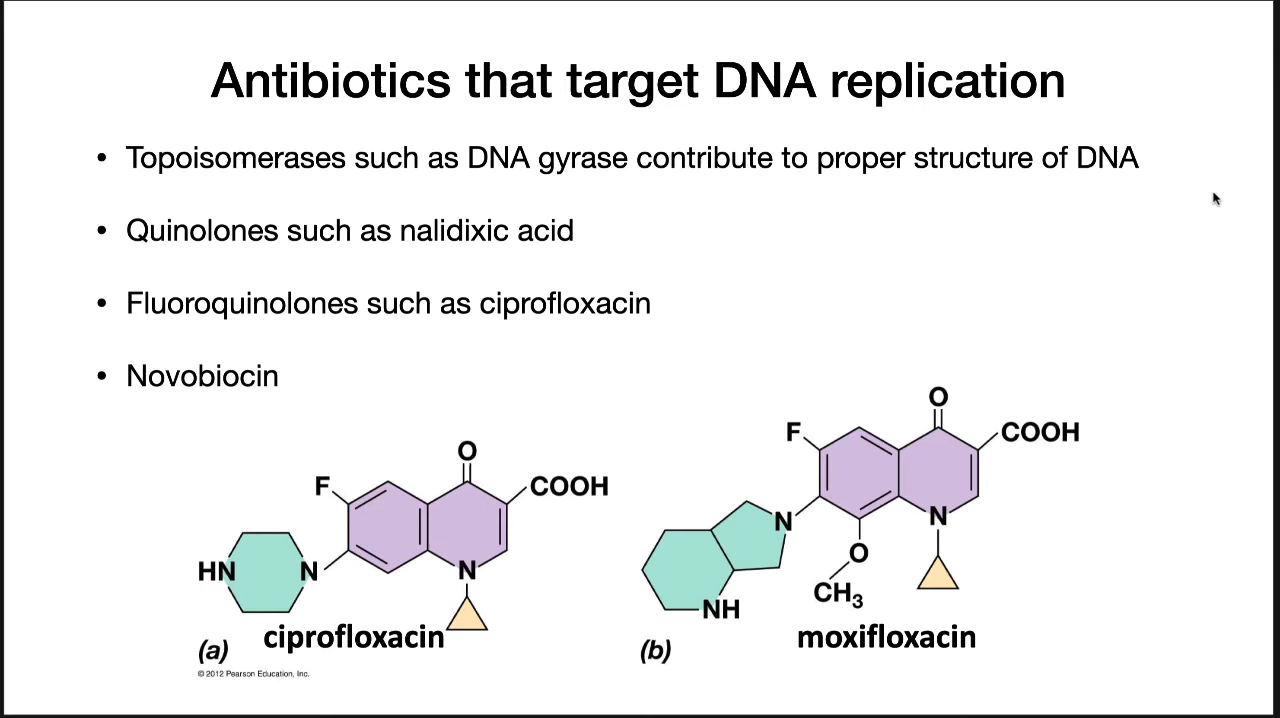 Antibiotics that target DNA replication
• Topoisomerases such as DNA gyrase contribute to proper structure of DNA
• Quinolones such as nalidixic acid
• Fluoroquinolones such as ciprofloxacin
• Novobiocin
O
F
COOH
HN
N
N
(a) ciprofloxacin
© 2012 Pearson Education, Inc.
O
F
COOH
N
N
O
CH₃
NH
(b) moxifloxacin